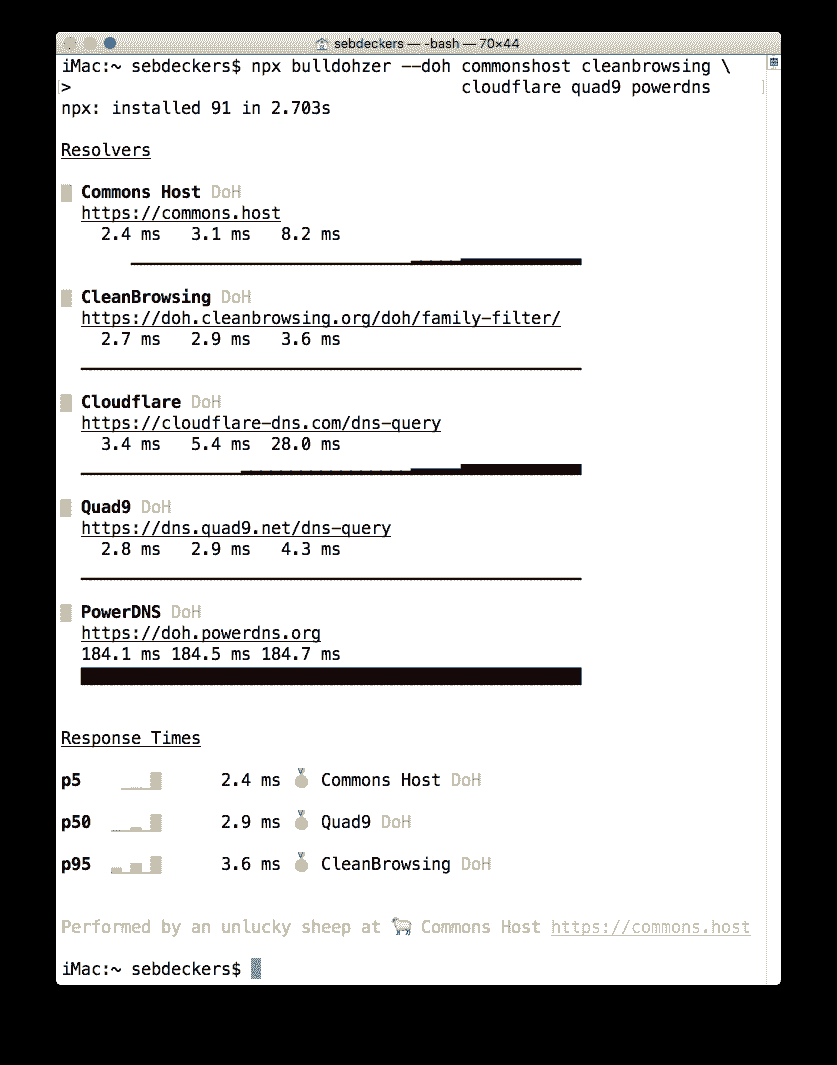 sebdeckers — -bash — 70×44
iMac:~ sebdeckers$ npx bulldohzer --doh commonshost cleanbrowsing \
> cloudflare quad9 powerdns
npx: installed 91 in 2.703s
Resolvers
Commons Host DoH
https://commons.host
2.4 ms 3.1 ms 8.2 ms
CleanBrowsing DoH
https://doh.cleanbrowsing.org/doh/family-filter/
2.7 ms 2.9 ms 3.6 ms
Cloudflare DoH
https://cloudflare-dns.com/dns-query
3.4 ms 5.4 ms 28.0 ms
Quad9 DoH
https://dns.quad9.net/dns-query
2.8 ms 2.9 ms 4.3 ms
PowerDNS DoH
https://doh.powerdns.org
184.1 ms 184.5 ms 184.7 ms
Response Times
p5 2.4 ms Commons Host DoH
p50 2.9 ms Quad9 DoH
p95 3.6 ms CleanBrowsing DoH
Performed by an unlucky sheep at 🐑 Commons Host https://commons.host
iMac:~ sebdeckers$